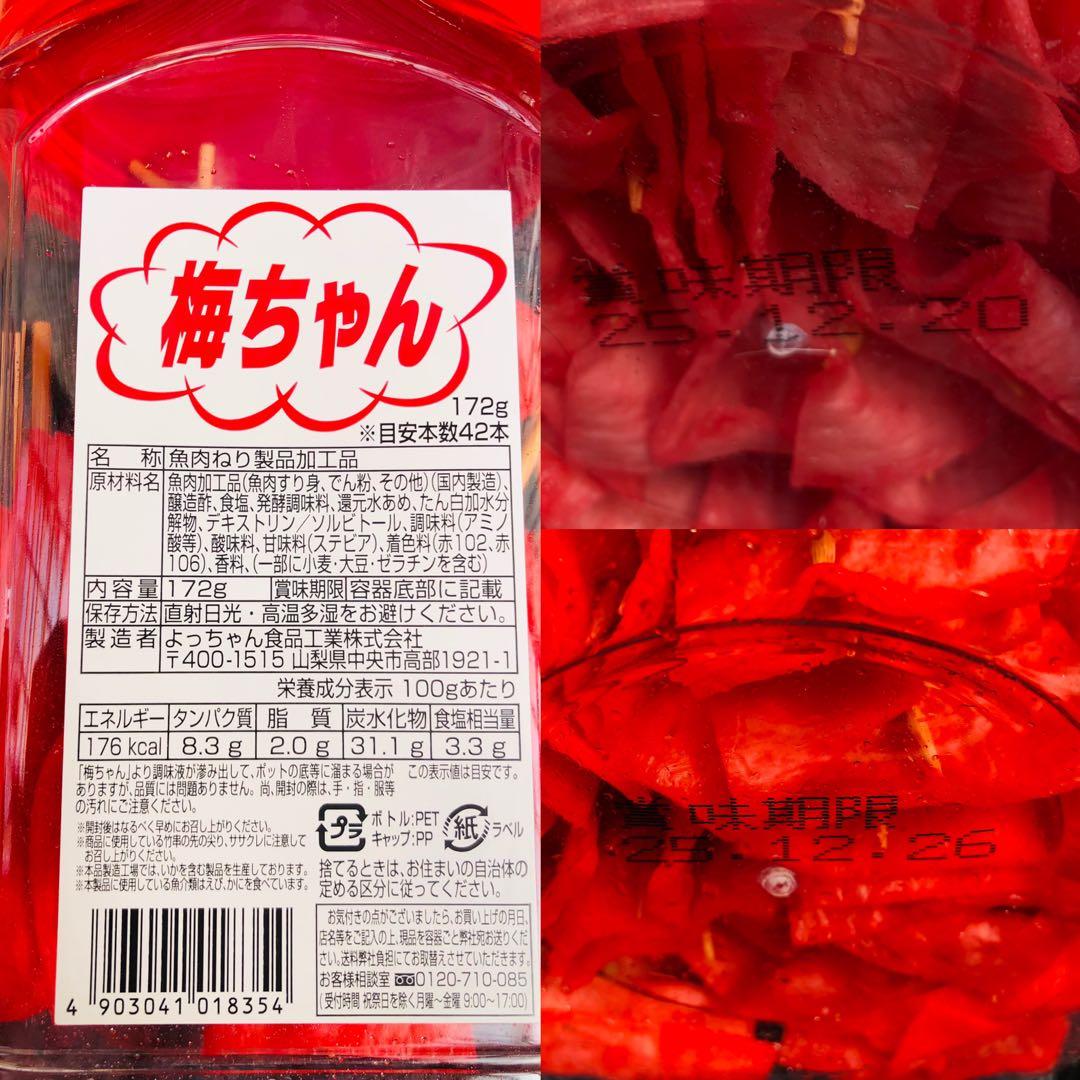 梅ちゃん
172g
※目安本数42本
名　称 魚肉ねり製品加工品
原材料名 魚肉加工品(魚肉すり身、でん粉、その他)(国内製造)、
醸造酢、食塩、発酵調味料、還元水あめ、たん白加水分
解物、デキストリン／ソルビトール、調味料(アミノ
酸等)、酸味料、甘味料(ステビア)、着色料(赤102、赤
106)、香料、(一部に小麦・大豆・ゼラチンを含む)
内容量 172g 賞味期限 容器底部に記載
保存方法 直射日光・高温多湿をお避けください。
製造者 よっちゃん食品工業株式会社
〒400-1515 山梨県中央市高部1921-1
栄養成分表示 100gあたり
エネルギー タンパク質 脂　質 炭水化物 食塩相当量
176 kcal 8.3 g 2.0 g 31.1 g 3.3 g
「梅ちゃん」より調味液が滲み出して、ポットの底等に溜まる場合が
ありますが、品質には問題ありません。尚、開封の際は、手・指・服等
の汚れにご注意ください。
この表示値は目安です。
※開封後はなるべく早めにお召し上がりください。
※商品に使用している竹串の先の尖り、ササクレに注意して
お召し上がりください。
※本品製造工場では、いかを含む製品を生産しております。
※本製品に使用している魚介類はえび、かにを食べています。
プラ
ボトル:PET
キャップ:PP
紙
ラベル
捨てるときは、お住まいの自治体の
定める区分に従ってください。
お気付きの点がございましたら、お買い上げの月日、
店名等をご記入の上、現品を容器ごと弊社宛お送りくだ
さい。送料弊社負担にてお取替えさせていただきます。
お客様相談室 0120-710-085
(受付時間 祝祭日を除く月曜～金曜 9:00～17:00)
4 903041 018354
賞味期限
25.12.20
賞味期限
25.12.26